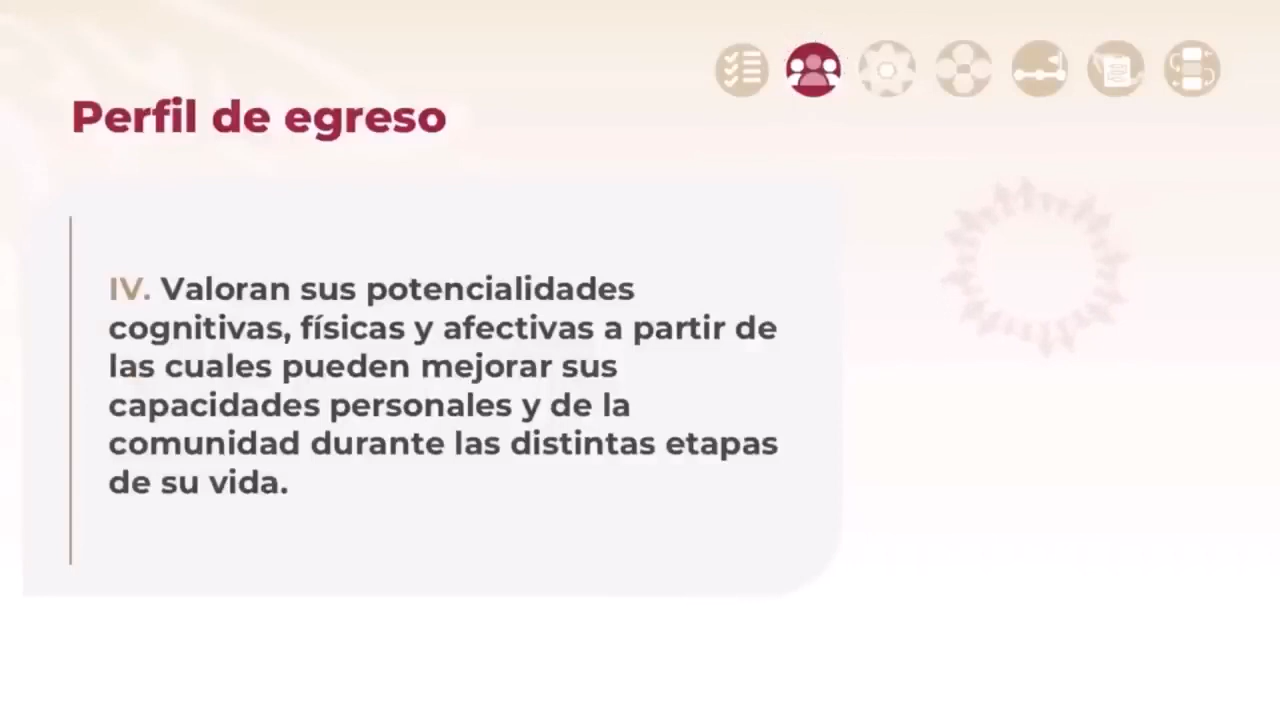 Perfil de egreso
IV. Valoran sus potencialidades
cognitivas, físicas y afectivas a partir de
las cuales pueden mejorar sus
capacidades personales y de la
comunidad durante las distintas etapas
de su vida.